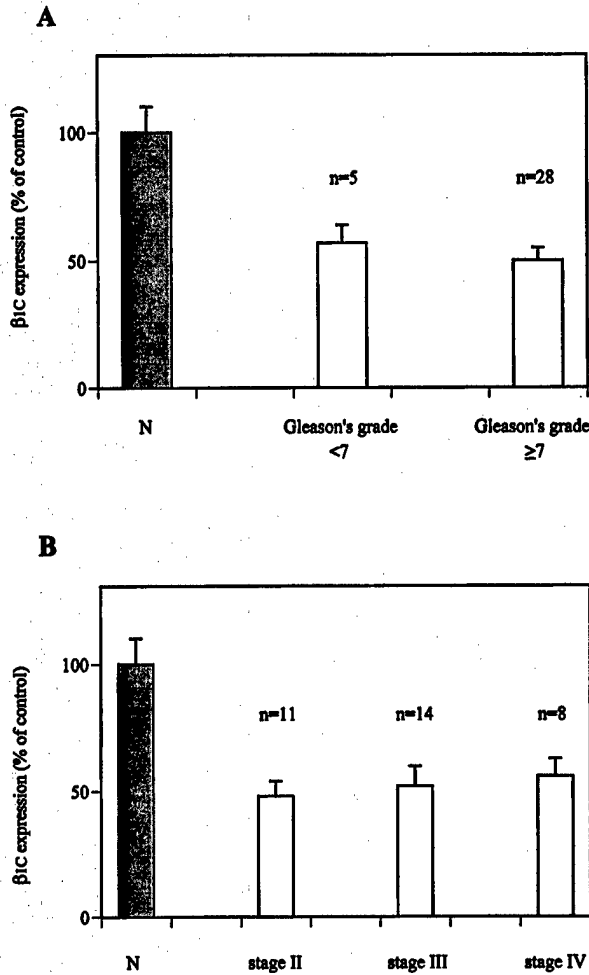 A
β1C expression (% of control)
100
50
0
n=5
n=28
N
Gleason's grade
<7
Gleason's grade
≥7
B
β1C expression (% of control)
100
50
0
n=11
n=14
n=8
N
stage II
stage III
stage IV